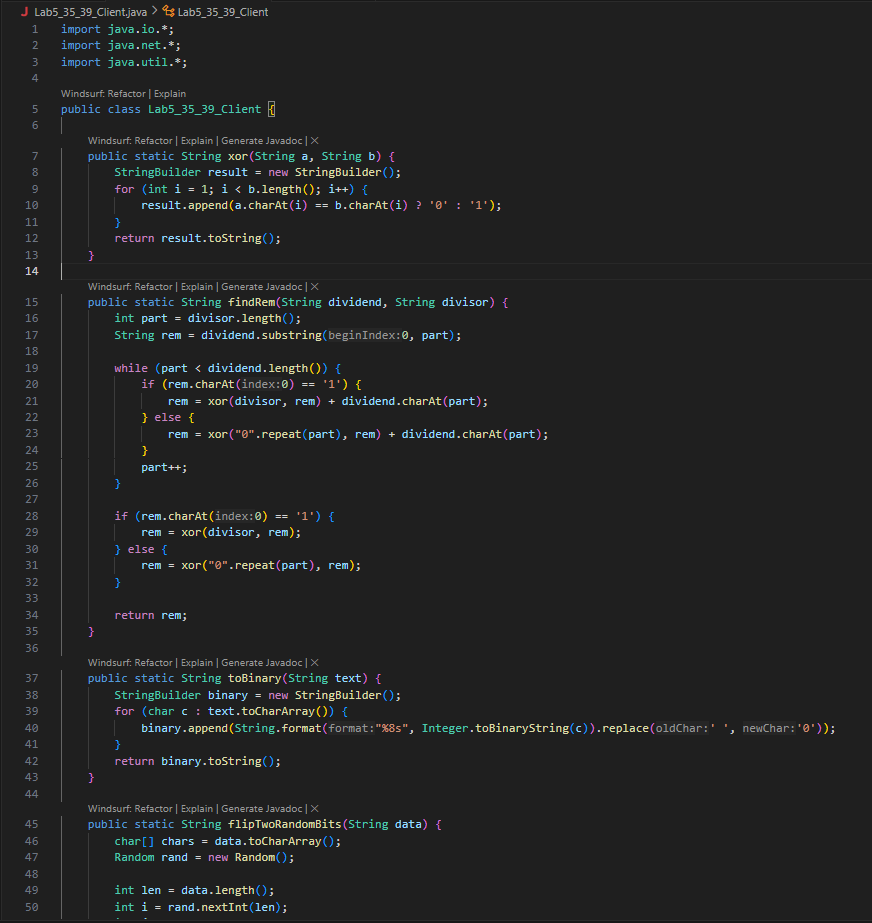 Lab5_35_39_Client.java > Lab5_35_39_Client
1 import java.io.*;
2 import java.net.*;
3 import java.util.*;
4
Windsurf: Refactor | Explain
5 public class Lab5_35_39_Client {
6
Windsurf: Refactor | Explain | Generate Javadoc | ×
7 public static String xor(String a, String b) {
8 StringBuilder result = new StringBuilder();
9 for (int i = 1; i < b.length(); i++) {
10 result.append(a.charAt(i) == b.charAt(i) ? '0' : '1');
11 }
12 return result.toString();
13 }
14
Windsurf: Refactor | Explain | Generate Javadoc | ×
15 public static String findRem(String dividend, String divisor) {
16 int part = divisor.length();
17 String rem = dividend.substring(beginIndex:0, part);
18
19 while (part < dividend.length()) {
20 if (rem.charAt(index:0) == '1') {
21 rem = xor(divisor, rem) + dividend.charAt(part);
22 } else {
23 rem = xor("0".repeat(part), rem) + dividend.charAt(part);
24 }
25 part++;
26 }
27
28 if (rem.charAt(index:0) == '1') {
29 rem = xor(divisor, rem);
30 } else {
31 rem = xor("0".repeat(part), rem);
32 }
33
34 return rem;
35 }
36
Windsurf: Refactor | Explain | Generate Javadoc | ×
37 public static String toBinary(String text) {
38 StringBuilder binary = new StringBuilder();
39 for (char c : text.toCharArray()) {
40 binary.append(String.format(format:"%8s", Integer.toBinaryString(c)).replace(oldChar:' ', newChar:'0'));
41 }
42 return binary.toString();
43 }
44
Windsurf: Refactor | Explain | Generate Javadoc | ×
45 public static String flipTwoRandomBits(String data) {
46 char[] chars = data.toCharArray();
47 Random rand = new Random();
48
49 int len = data.length();
50 int i = rand.nextInt(len);